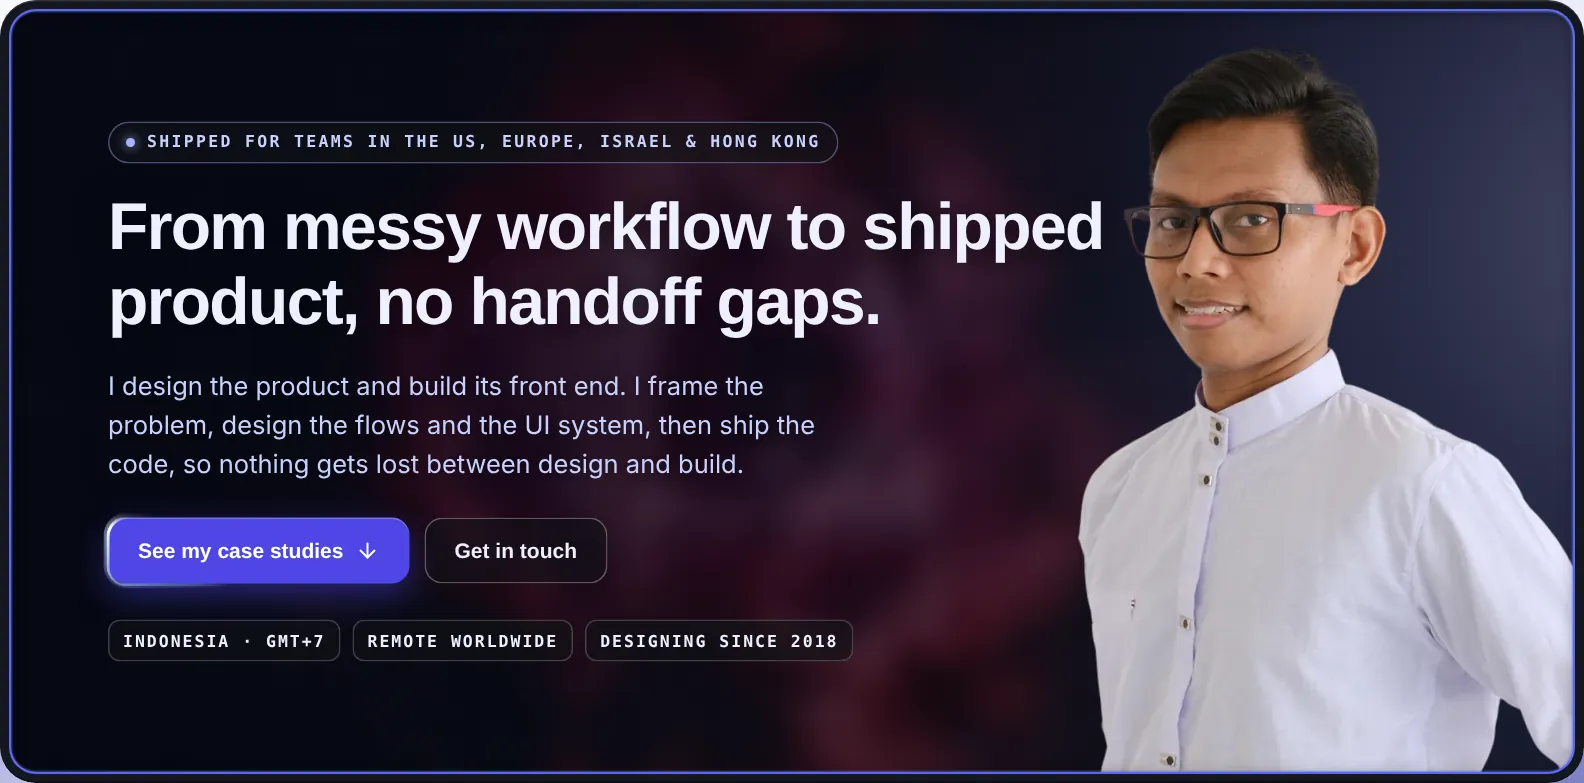 SHIPPED FOR TEAMS IN THE US, EUROPE, ISRAEL & HONG KONG
From messy workflow to shipped
product, no handoff gaps.
I design the product and build its front end. I frame the
problem, design the flows and the UI system, then ship the
code, so nothing gets lost between design and build.
See my case studies ↓
Get in touch
INDONESIA · GMT+7
REMOTE WORLDWIDE
DESIGNING SINCE 2018